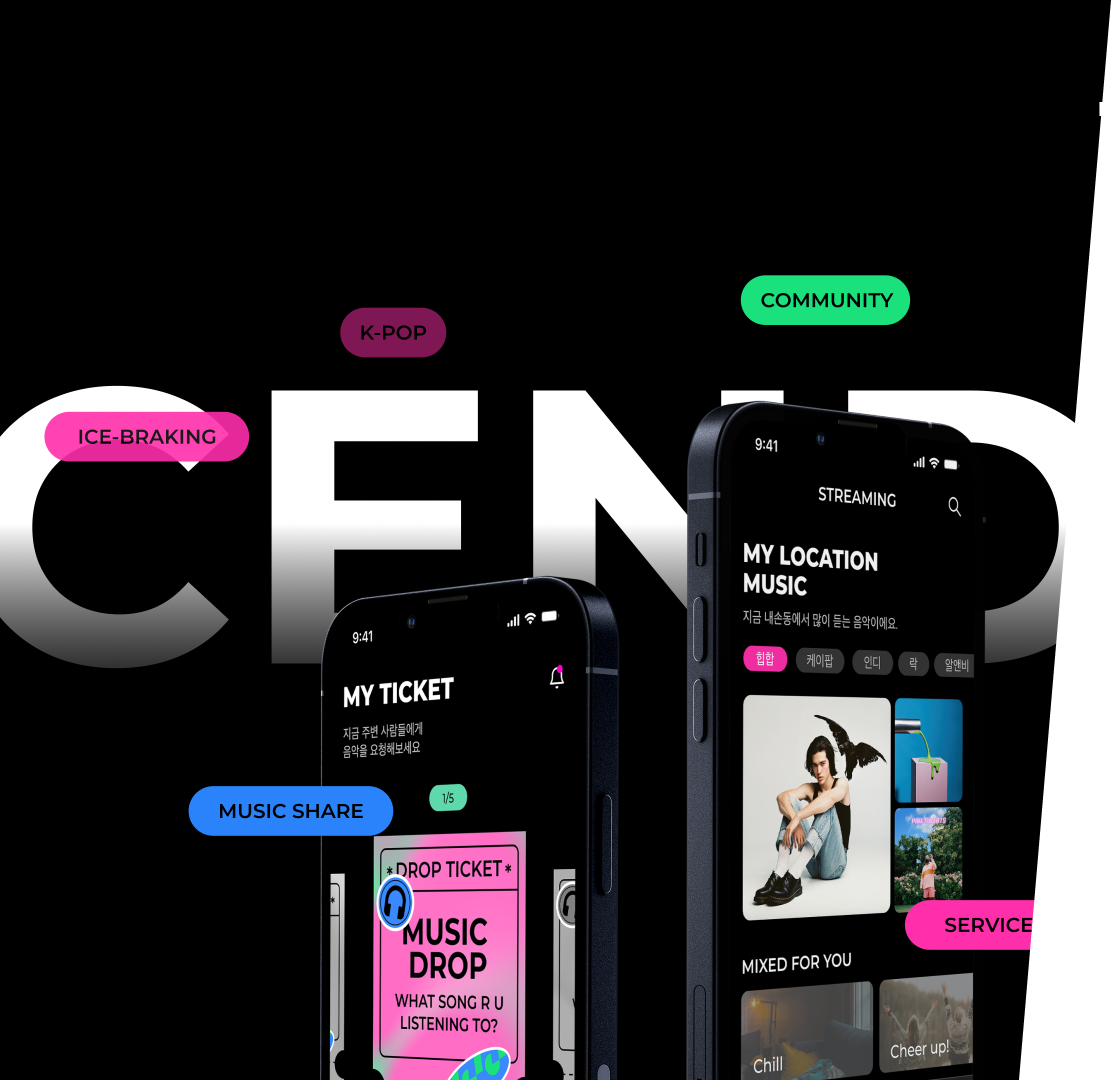 COMMUNITY
K-POP
ICE-BRAKING
CEND
9:41
STREAMING
MY LOCATION
MUSIC
지금 내손동에서 많이 듣는 음악이에요.
힙합
케이팝
인디
락
알앤비
MIXED FOR YOU
Chill
Cheer up!
SERVICE
9:41
MY TICKET
지금 주변 사람들에게
음악을 요청해보세요
1/5
MUSIC SHARE
*DROP TICKET*
MUSIC
DROP
WHAT SONG R U
LISTENING TO?